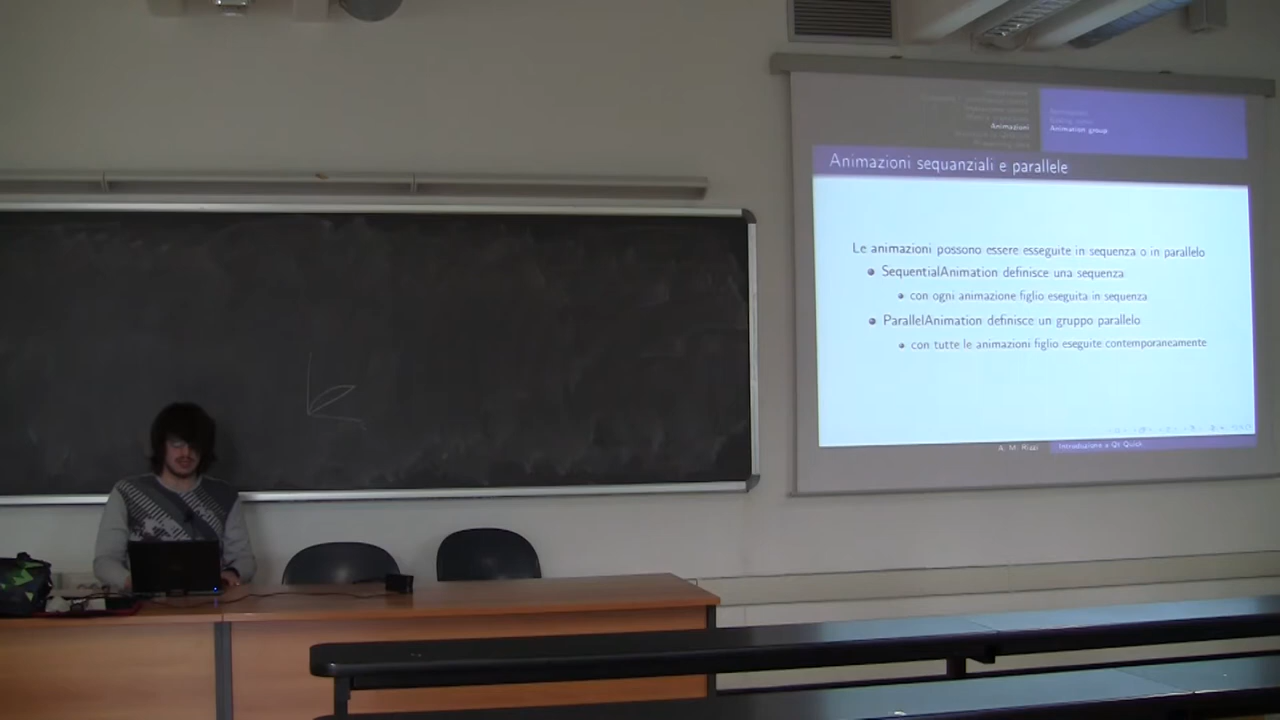 Animazioni
Animation group
Animazioni sequanziali e parallele
Le animazioni possono essere esseguite in sequenza o in parallelo
SequentialAnimation definisce una sequenza
con ogni animazione figlio eseguita in sequenza
ParallelAnimation definisce un gruppo parallelo
con tutte le animazioni figlio eseguite contemporaneamente
A. M. Rizzi
Introduzione a Qt Quick